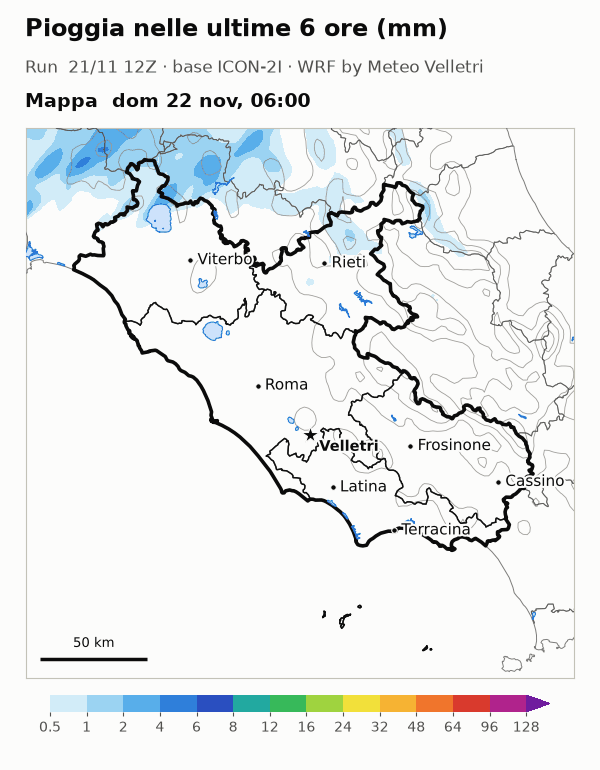 Pioggia nelle ultime 6 ore (mm)
Run 21/11 12Z · base ICON-2I · WRF by Meteo Velletri
Mappa dom 22 nov, 06:00
Viterbo
Rieti
Roma
Velletri
Frosinone
Cassino
Latina
Terracina
50 km
0.5 1 2 4 6 8 12 16 24 32 48 64 96 128